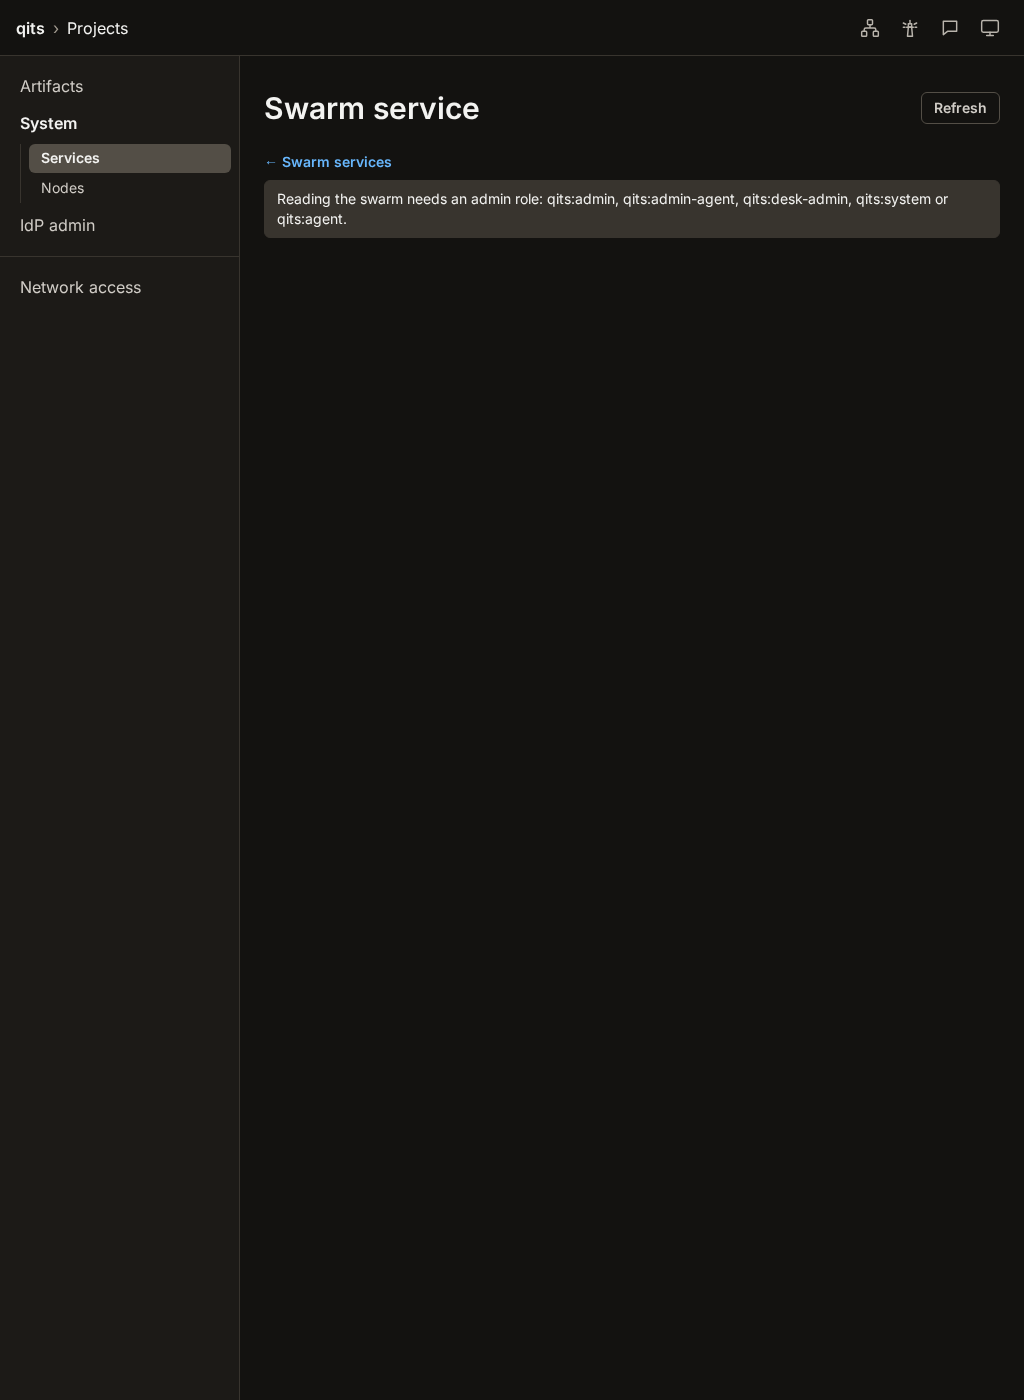 qits › Projects
Artifacts
System
Services
Nodes
IdP admin
Network access
Swarm service
Refresh
← Swarm services
Reading the swarm needs an admin role: qits:admin, qits:admin-agent, qits:desk-admin, qits:system or
qits:agent.